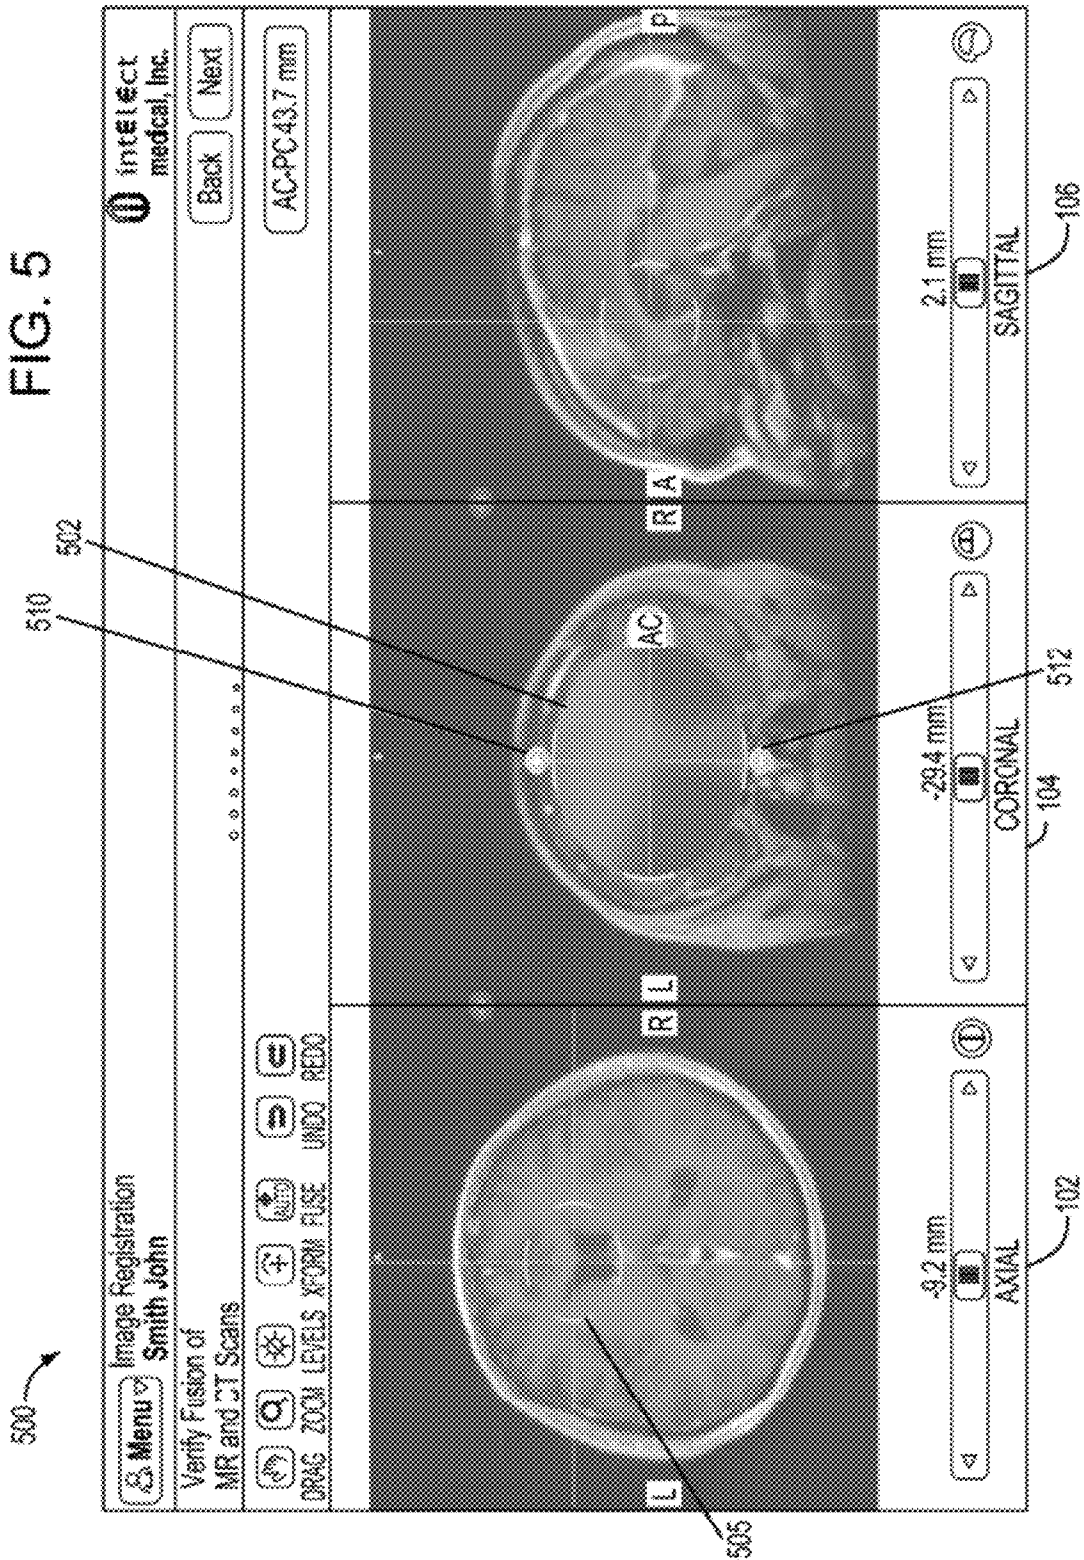 FIG. 5
500
510
502
Menu
Image Registration
Smith John
intelect
medical, Inc.
Verify Fusion of
MR and CT Scans
Back
Next
DRAG
ZOOM
LEVELS
XFORM
AUTO
FUSE
UNDO
REDO
AC-PC 43.7 mm
L
R
L
R
A
P
AC
505
512
-9.2 mm
AXIAL
102
-29.4 mm
CORONAL
104
2.1 mm
SAGITTAL
106